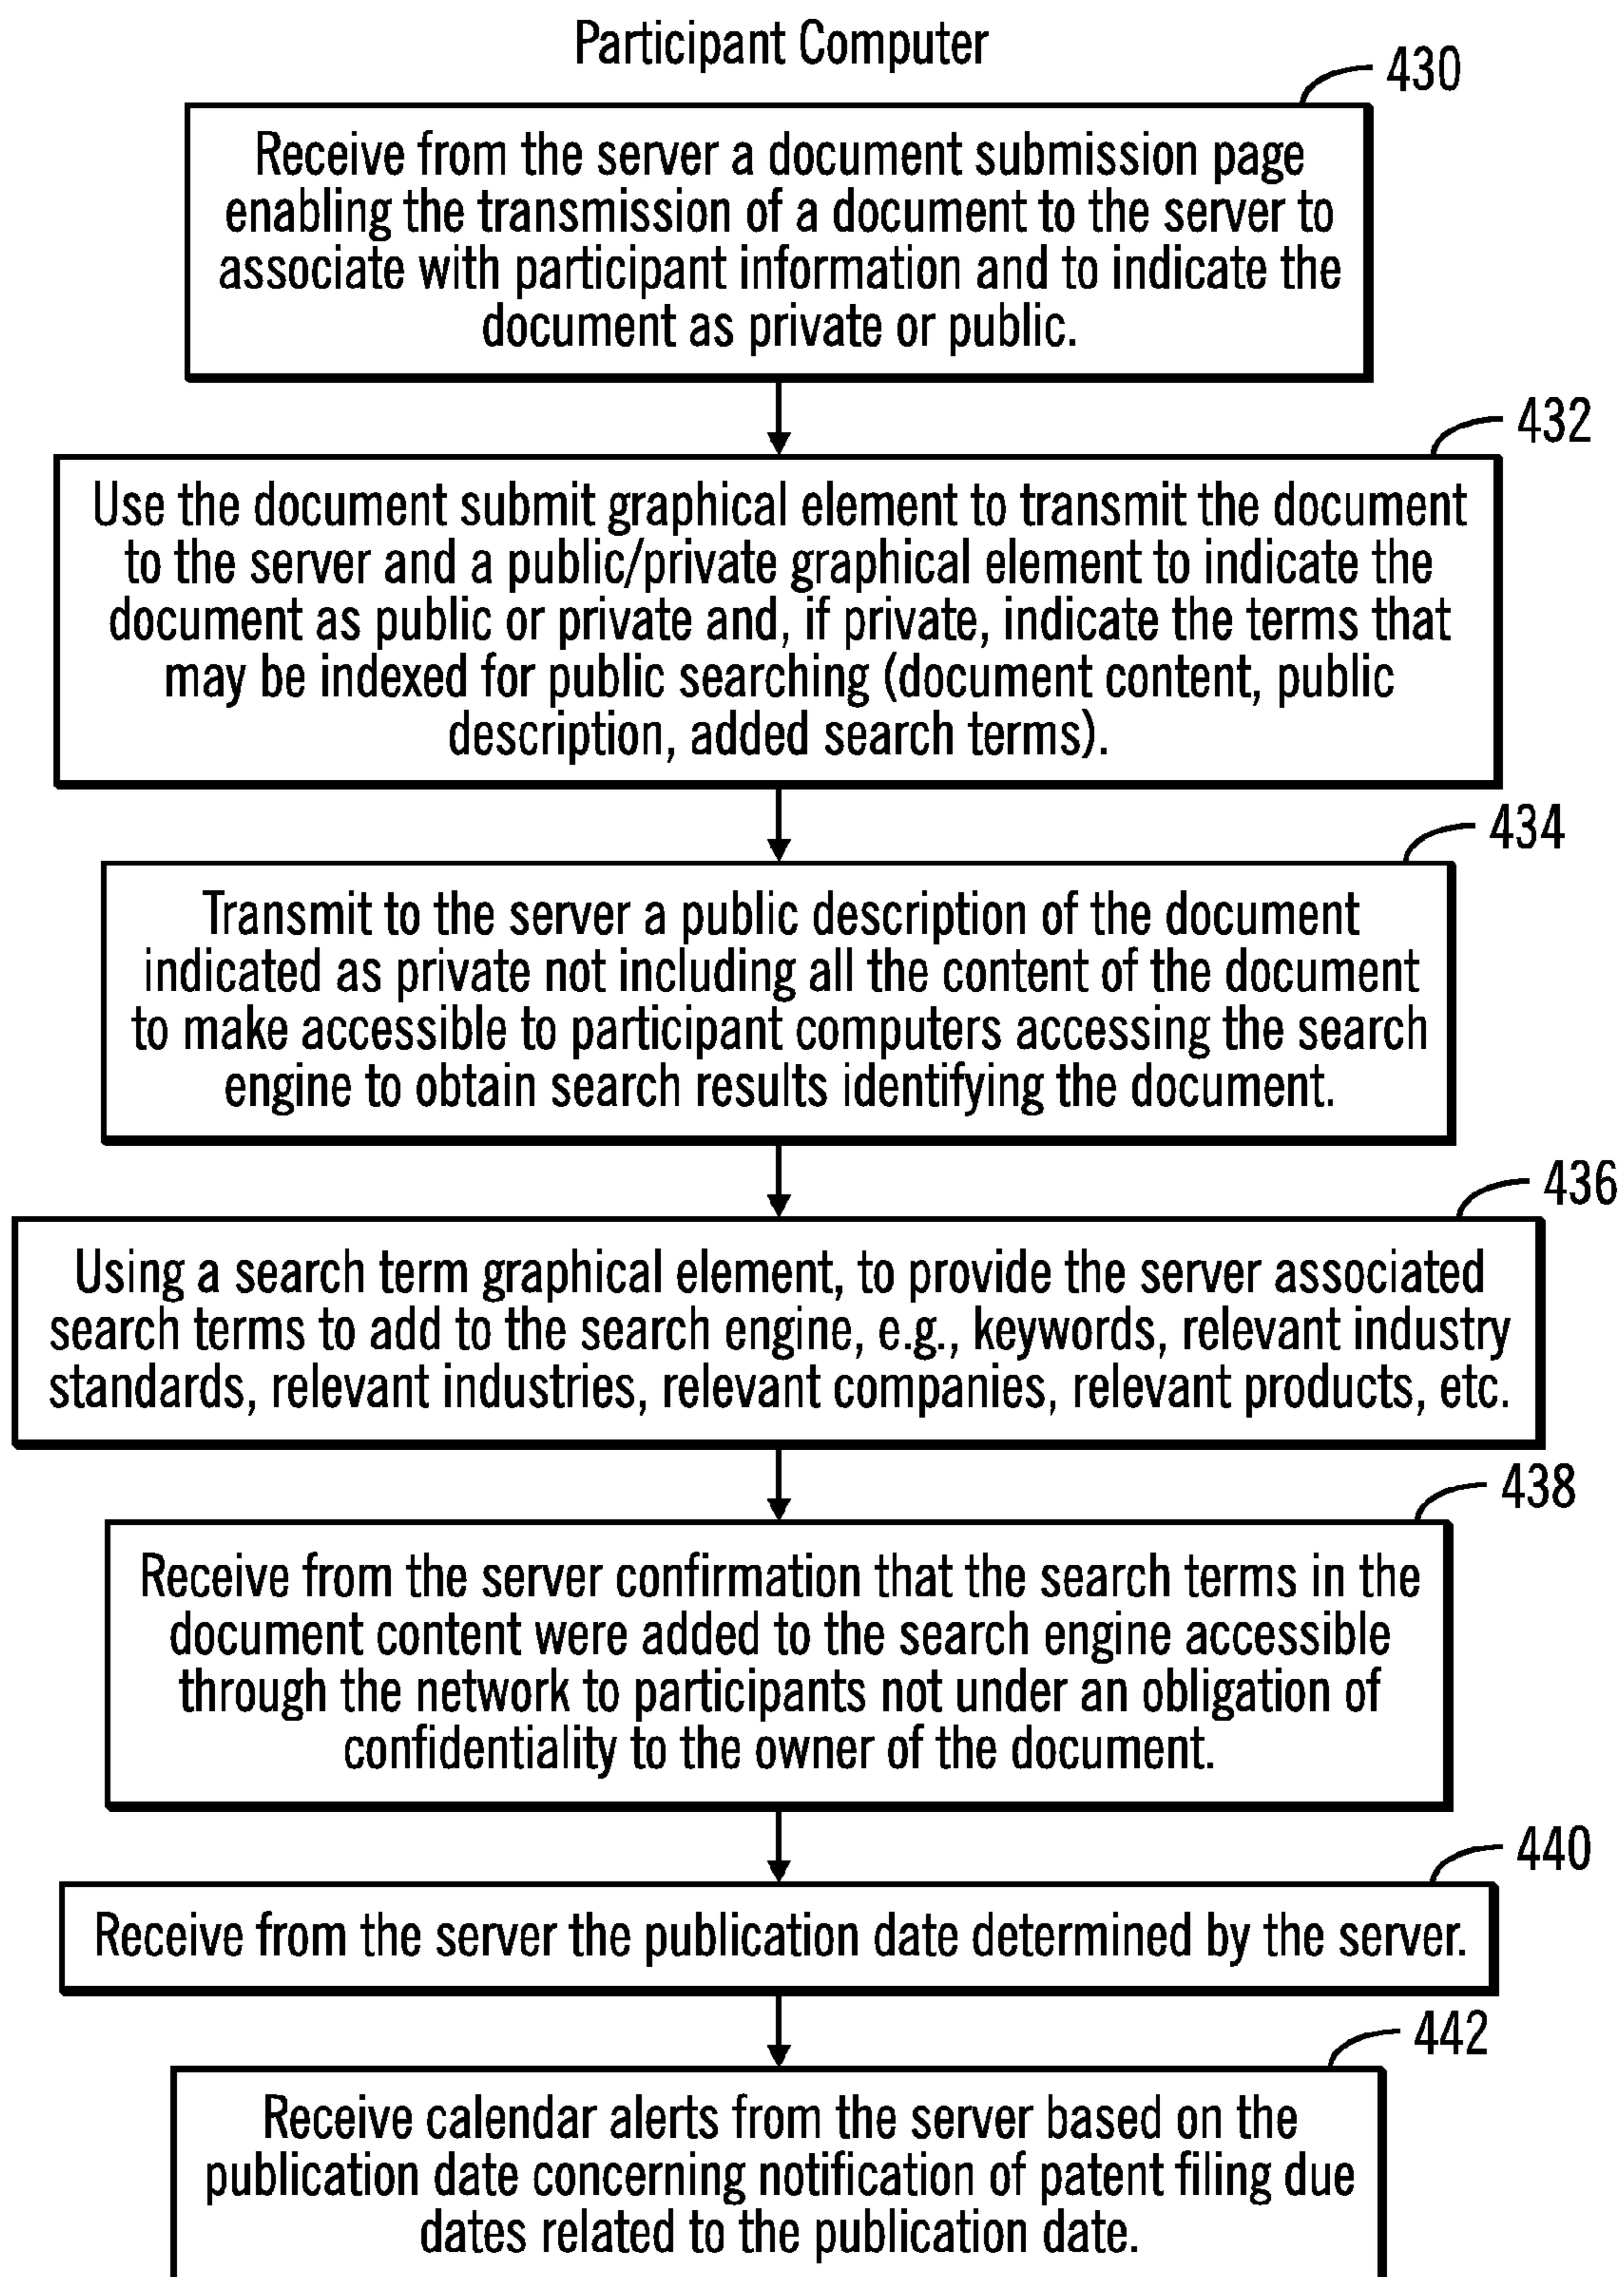 Participant Computer
430
Receive from the server a document submission page
enabling the transmission of a document to the server to
associate with participant information and to indicate the
document as private or public.
432
Use the document submit graphical element to transmit the document
to the server and a public/private graphical element to indicate the
document as public or private and, if private, indicate the terms that
may be indexed for public searching (document content, public
description, added search terms).
434
Transmit to the server a public description of the document
indicated as private not including all the content of the document
to make accessible to participant computers accessing the search
engine to obtain search results identifying the document.
436
Using a search term graphical element, to provide the server associated
search terms to add to the search engine, e.g., keywords, relevant industry
standards, relevant industries, relevant companies, relevant products, etc.
438
Receive from the server confirmation that the search terms in the
document content were added to the search engine accessible
through the network to participants not under an obligation of
confidentiality to the owner of the document.
440
Receive from the server the publication date determined by the server.
442
Receive calendar alerts from the server based on the
publication date concerning notification of patent filing due
dates related to the publication date.